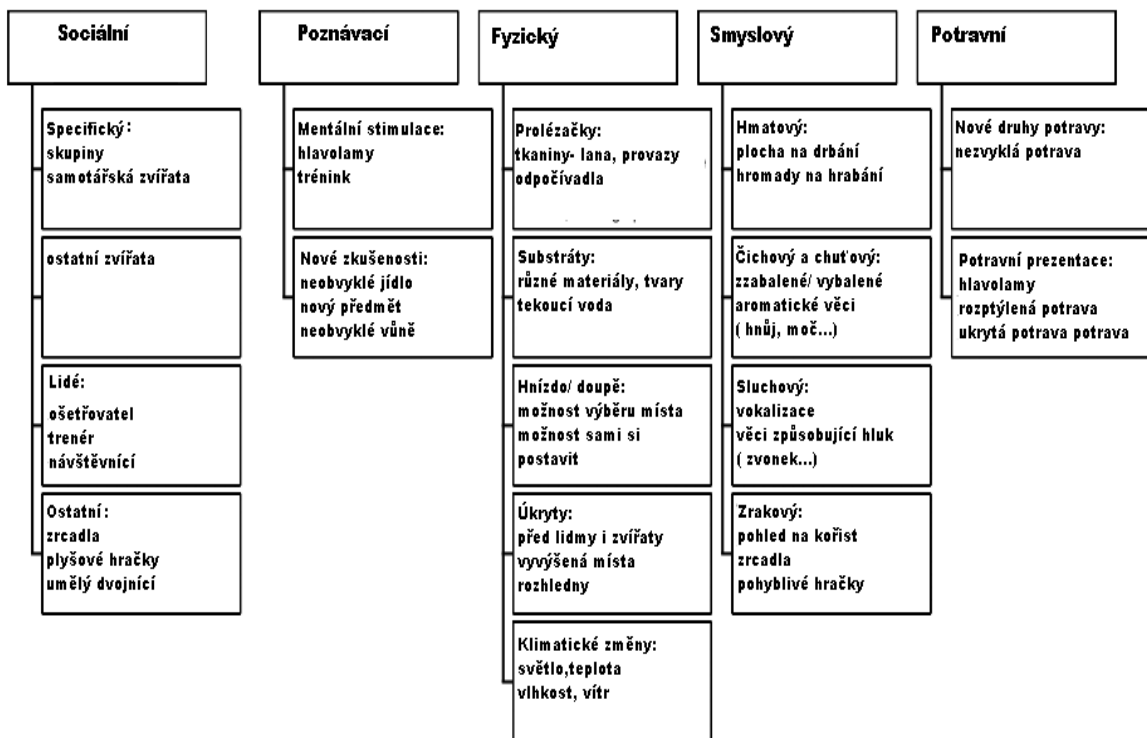 Sociální
Specifický:
skupiny
samotářská zvířata
ostatní zvířata
Lidé:
ošetřovatel
trenér
návštěvnící
Ostatní:
zrcadla
plyšové hračky
umělý dvojnící
Poznávací
Mentální stimulace:
hlavolamy
trénink
Nové zkušenosti:
neobvyklé jídlo
nový předmět
neobvyklé vůně
Fyzický
Prolézačky:
tkaniny- lana, provazy
odpočívadla
Substráty:
různé materiály, tvary
tekoucí voda
Hnízdo/ doupě:
možnost výběru místa
možnost sami si
postavit
Úkryty:
před lidmy i zvířaty
vyvýšená místa
rozhledny
Klimatické změny:
světlo,teplota
vlhkost, vítr
Smyslový
Hmatový:
plocha na drbání
hromady na hrabání
Čichový a chuťový:
zzabalené/ vybalené
aromatické věci
( hnůj, moč...)
Sluchový:
vokalizace
věci způsobující hluk
( zvonek...)
Zrakový:
pohled na kořist
zrcadla
pohyblivé hračky
Potravní
Nové druhy potravy:
nezvyklá potrava
Potravní prezentace:
hlavolamy
rozptýlená potrava
ukrytá potrava potrava